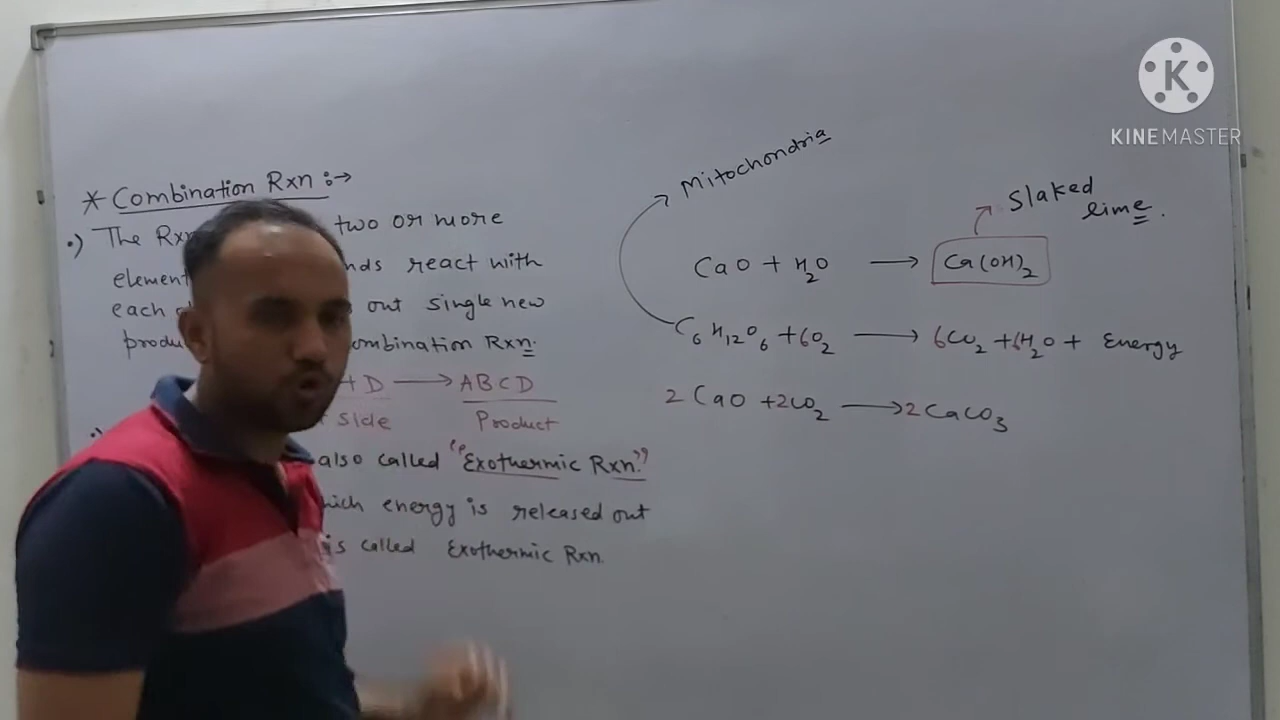 K
KINEMASTER
* Combination Rxn :→
•) The Rxn two or more
element nds react with
each out single new
produ ombination Rxn.
+ D → ABCD
side Product
also called "Exothermic Rxn."
hich energy is released out
is called Exothermic Rxn.
Mitochondria
Slaked
lime.
CaO + H₂O → Ca(OH)₂
C₆H₁₂O₆ + 6O₂ → 6CO₂ + 6H₂O + Energy
2CaO + 2CO₂ → 2CaCO₃